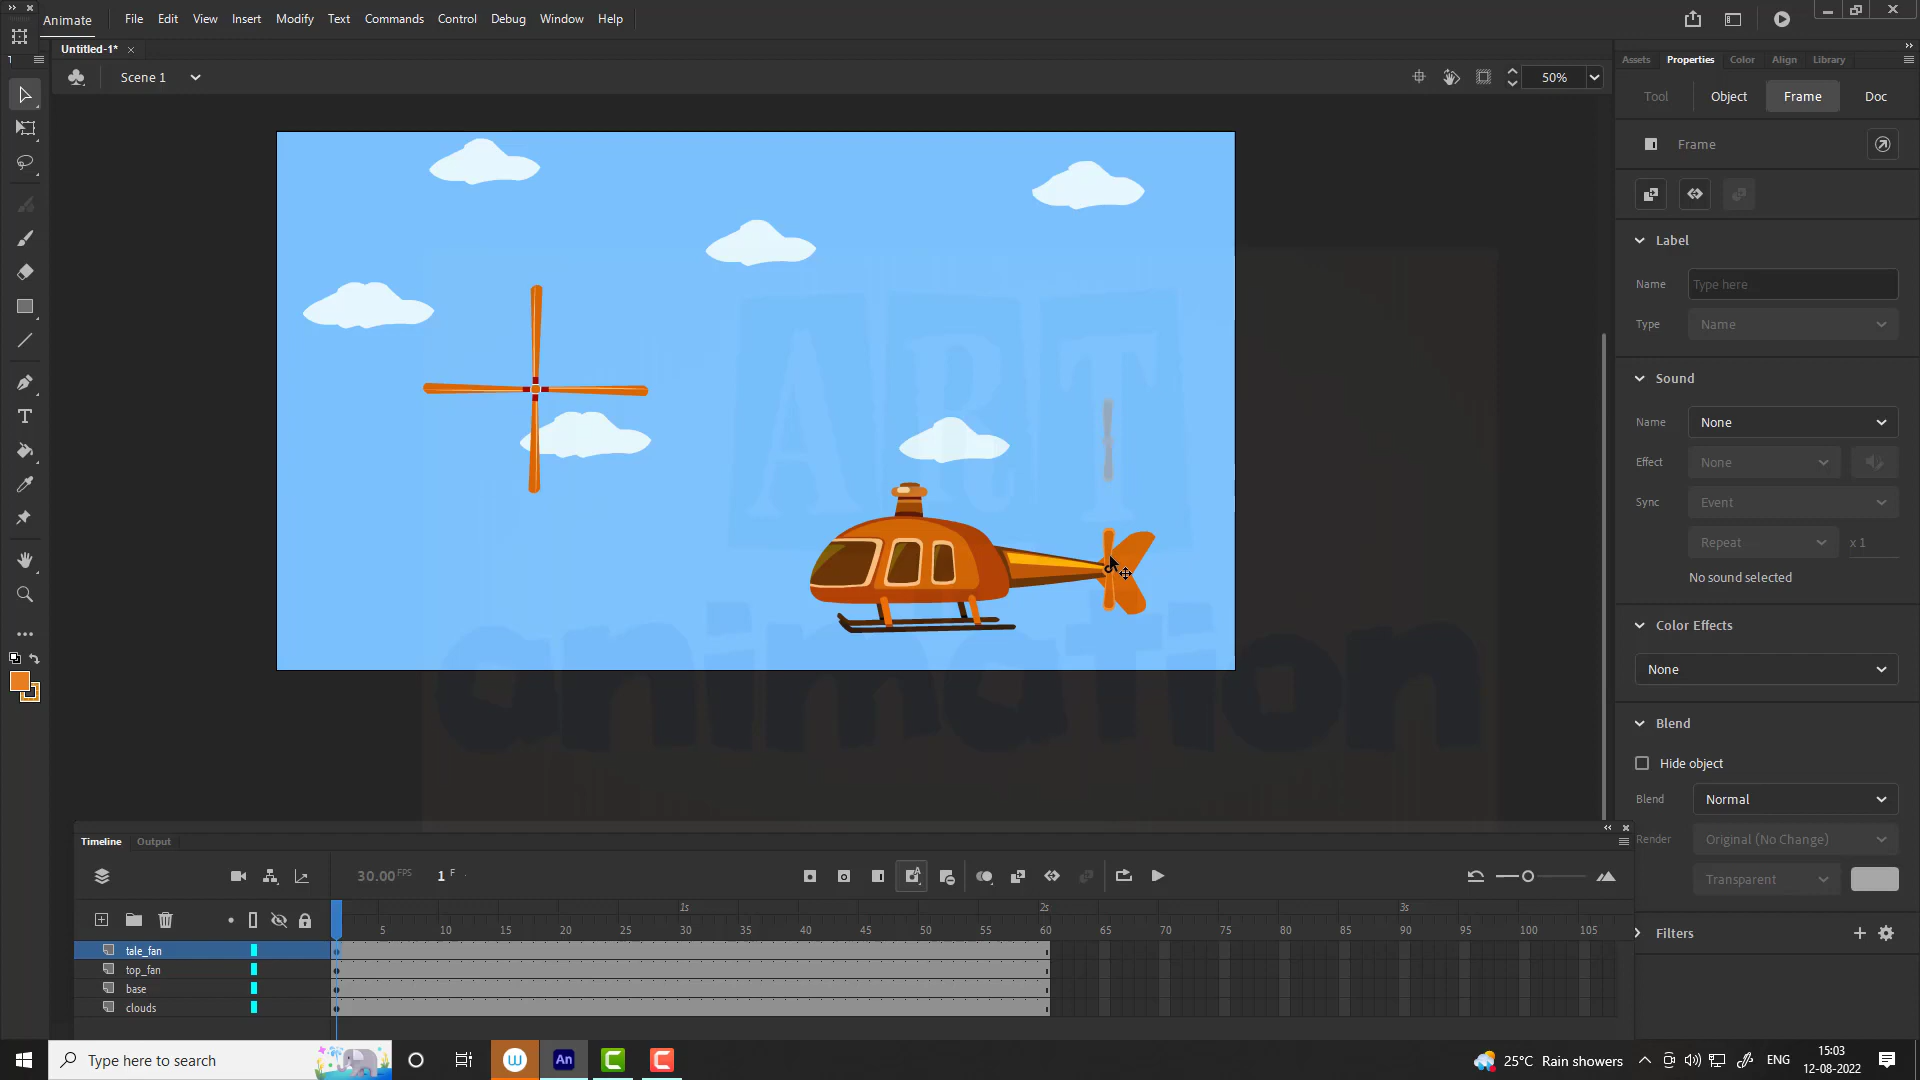 Animate
File Edit View Insert Modify Text Commands Control Debug Window Help
Untitled-1*
Scene 1
50%
Assets Properties Color Align Library
Tool Object Frame Doc
Frame
Label
Name Type here
Type Name
Sound
Name None
Effect None
Sync Event
Repeat x 1
No sound selected
Color Effects
None
Blend
Hide object
Blend Normal
Render Original (No Change)
Transparent
Filters
ART
animation
Timeline Output
30.00 FPS 1 F
1s 2s 3s
5 10 15 20 25 30 35 40 45 50 55 60 65 70 75 80 85 90 95 100 105
tale_fan
top_fan
base
clouds
Type here to search
An
25°C Rain showers
ENG
15:03
12-08-2022